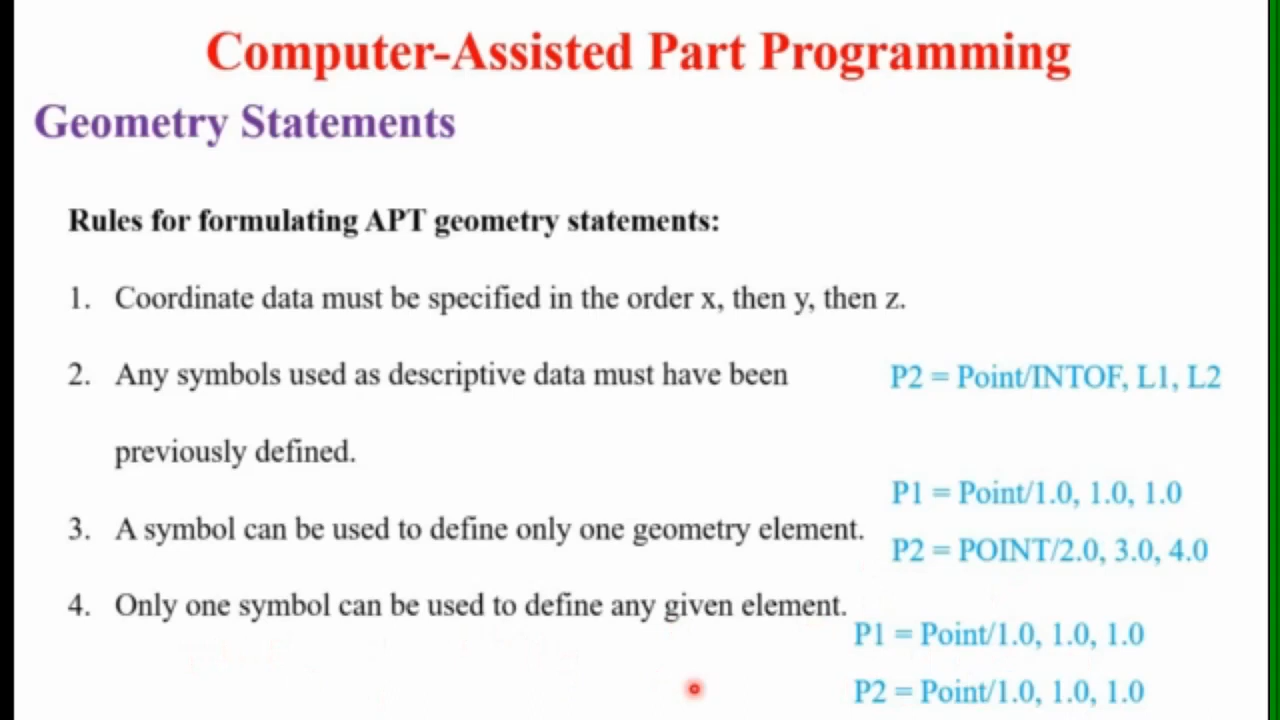 Computer-Assisted Part Programming
Geometry Statements
Rules for formulating APT geometry statements:
1. Coordinate data must be specified in the order x, then y, then z.
2. Any symbols used as descriptive data must have been
P2 = Point/INTOF, L1, L2
previously defined.
P1 = Point/1.0, 1.0, 1.0
3. A symbol can be used to define only one geometry element.
P2 = POINT/2.0, 3.0, 4.0
4. Only one symbol can be used to define any given element.
P1 = Point/1.0, 1.0, 1.0
P2 = Point/1.0, 1.0, 1.0